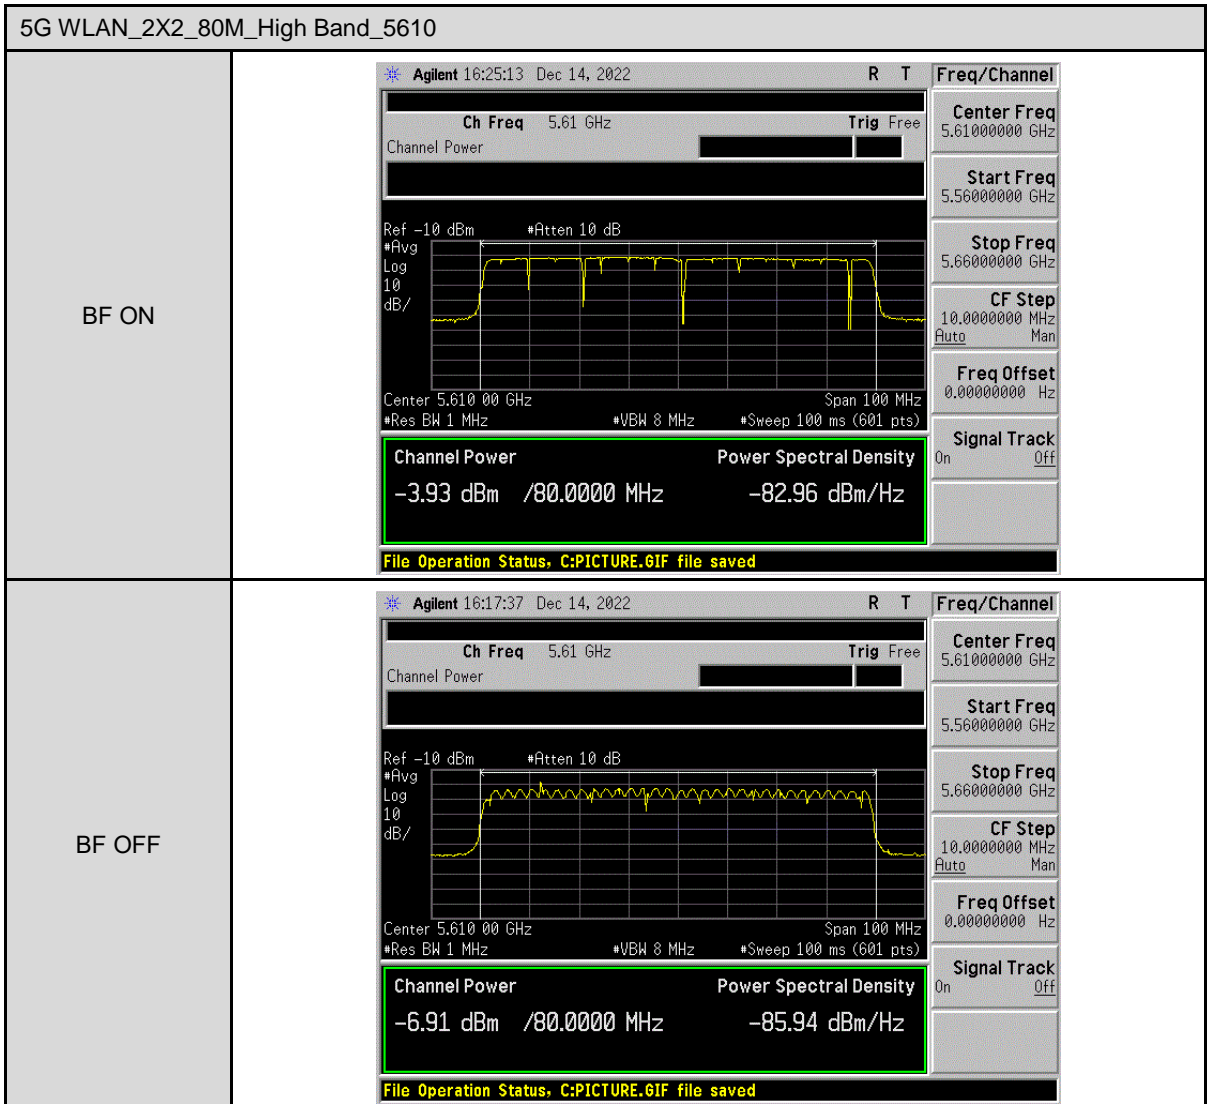 5G WLAN_2X2_80M_High Band_5610
BF ON
Agilent 16:25:13 Dec 14, 2022 R T
Freq/Channel
Ch Freq 5.61 GHz Trig Free
Channel Power
Center Freq
5.61000000 GHz
Start Freq
5.56000000 GHz
Stop Freq
5.66000000 GHz
CF Step
10.0000000 MHz
Auto Man
Freq Offset
0.00000000 Hz
Signal Track
On Off
Ref -10 dBm #Atten 10 dB
#Avg
Log
10
dB/
Center 5.610 00 GHz Span 100 MHz
#Res BW 1 MHz #VBW 8 MHz #Sweep 100 ms (601 pts)
Channel Power Power Spectral Density
-3.93 dBm /80.0000 MHz -82.96 dBm/Hz
File Operation Status, C:PICTURE.GIF file saved
BF OFF
Agilent 16:17:37 Dec 14, 2022 R T
Freq/Channel
Ch Freq 5.61 GHz Trig Free
Channel Power
Center Freq
5.61000000 GHz
Start Freq
5.56000000 GHz
Stop Freq
5.66000000 GHz
CF Step
10.0000000 MHz
Auto Man
Freq Offset
0.00000000 Hz
Signal Track
On Off
Ref -10 dBm #Atten 10 dB
#Avg
Log
10
dB/
Center 5.610 00 GHz Span 100 MHz
#Res BW 1 MHz #VBW 8 MHz #Sweep 100 ms (601 pts)
Channel Power Power Spectral Density
-6.91 dBm /80.0000 MHz -85.94 dBm/Hz
File Operation Status, C:PICTURE.GIF file saved